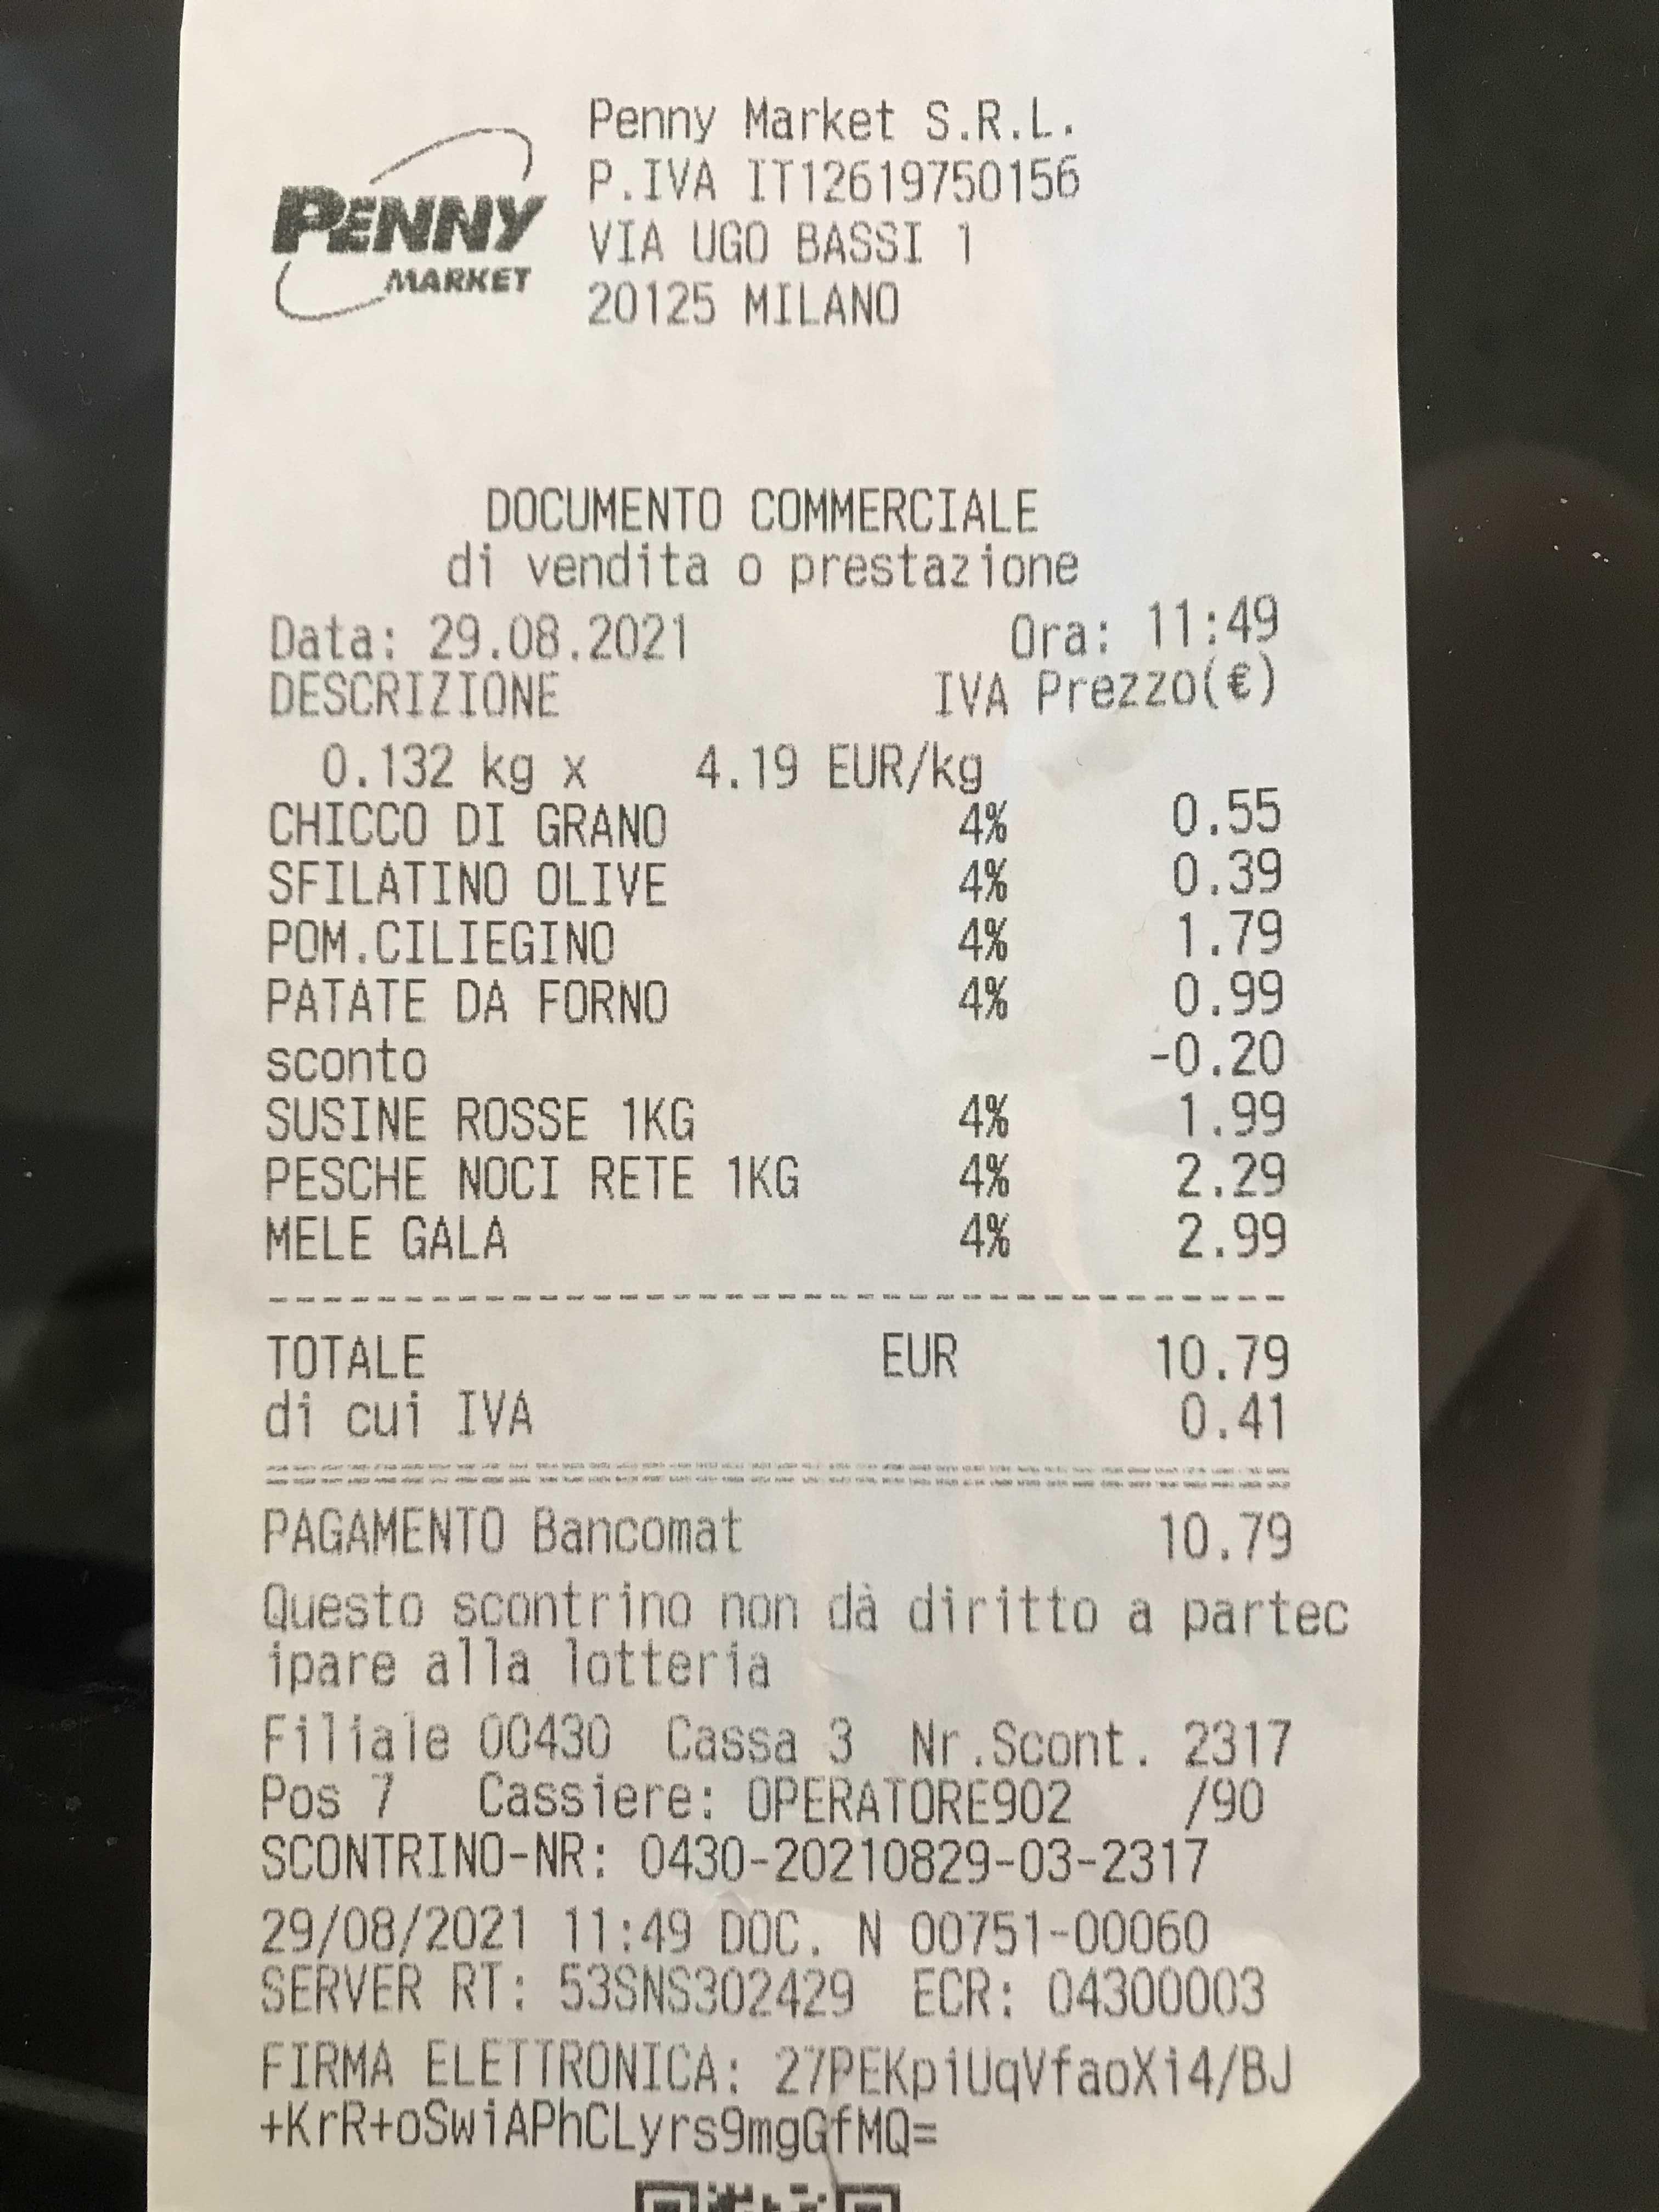 PENNY
MARKET
Penny Market S.R.L.
P.IVA IT12619750156
VIA UGO BASSI 1
20125 MILANO
DOCUMENTO COMMERCIALE
di vendita o prestazione
Data: 29.08.2021 Ora: 11:49
DESCRIZIONE IVA Prezzo(€)
0.132 kg x 4.19 EUR/kg
CHICCO DI GRANO 4% 0.55
SFILATINO OLIVE 4% 0.39
POM.CILIEGINO 4% 1.79
PATATE DA FORNO 4% 0.99
sconto -0.20
SUSINE ROSSE 1KG 4% 1.99
PESCHE NOCI RETE 1KG 4% 2.29
MELE GALA 4% 2.99
TOTALE EUR 10.79
di cui IVA 0.41
PAGAMENTO Bancomat 10.79
Questo scontrino non dà diritto a partec
ipare alla lotteria
Filiale 00430 Cassa 3 Nr.Scont. 2317
Pos 7 Cassiere: OPERATORE902 /90
SCONTRINO-NR: 0430-20210829-03-2317
29/08/2021 11:49 DOC. N 00751-00060
SERVER RT: 53SNS302429 ECR: 04300003
FIRMA ELETTRONICA: 27PEKpiUqVfaoXi4/BJ
+KrR+oSwiAPhCLyrs9mgGfMQ=